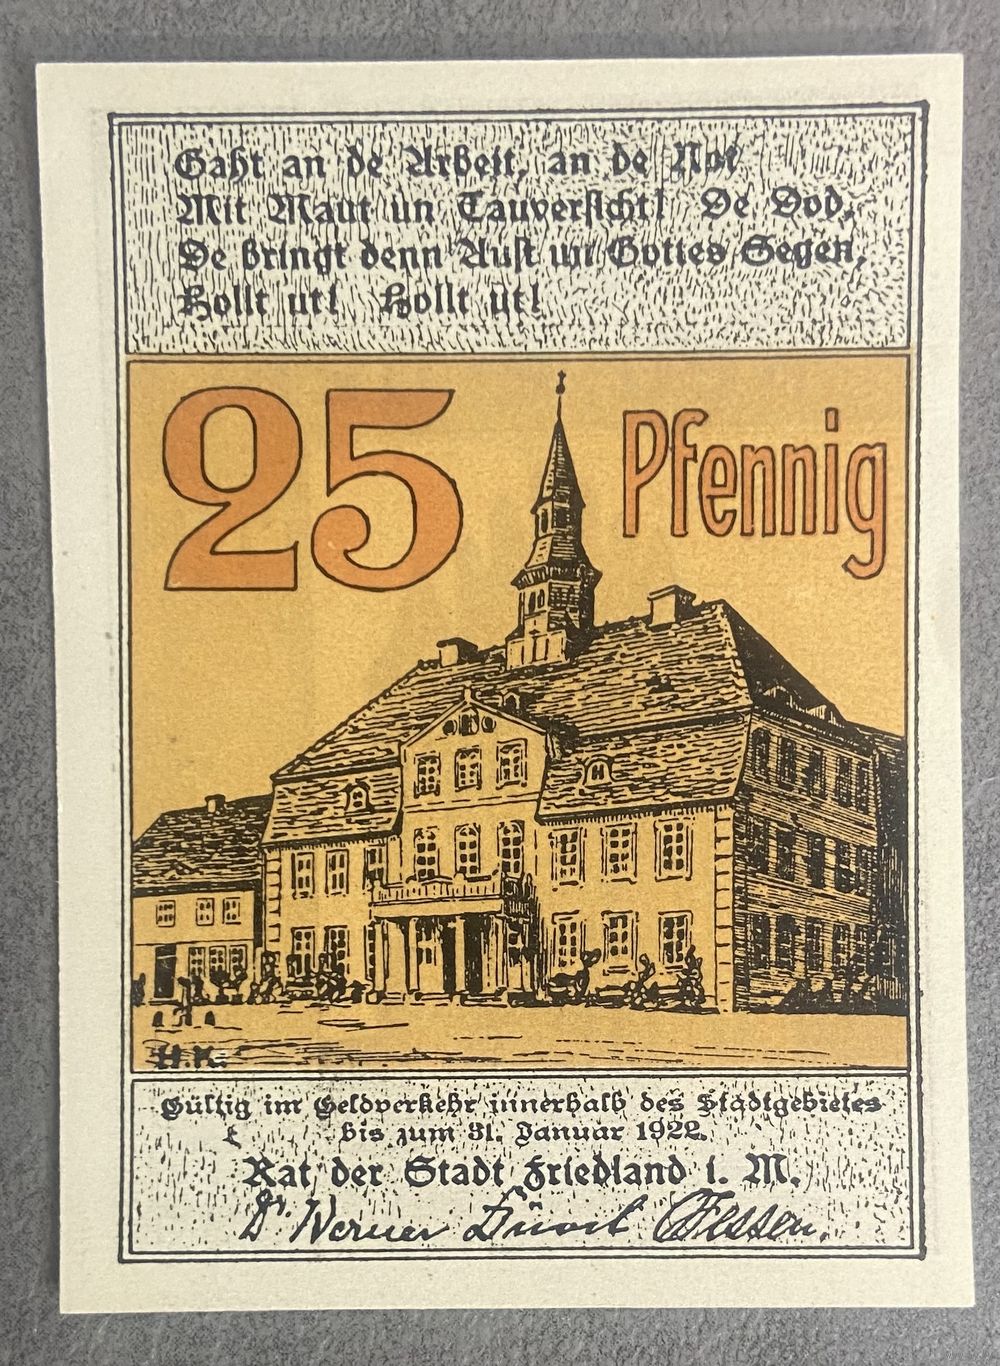 Gaht an de Arbeit, an de Not
Mit Maut un Tauversicht! De Dod,
De bringt denn Aust un Gottes Segen,
Hollt ut! Hollt ut!
25 Pfennig
H.K.
Gültig im Geldverkehr innerhalb des Stadtgebietes
bis zum 31. Januar 1922.
Rat der Stadt Friedland i. M.
Dr. Werner